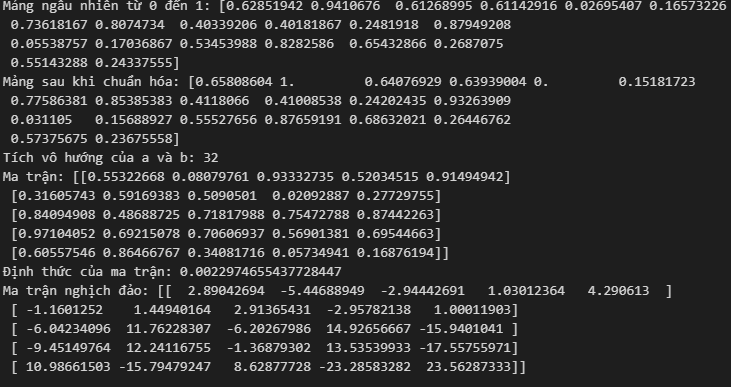 Mảng ngẫu nhiên từ 0 đến 1: [0.62851942 0.9410676  0.61268995 0.61142916 0.02695407 0.16573226
 0.73618167 0.8074734  0.40339206 0.40181867 0.2481918  0.87949208
 0.05538757 0.17036867 0.53453988 0.8282586  0.65432866 0.2687075
 0.55143288 0.24337555]
Mảng sau khi chuẩn hóa: [0.65808604 1.         0.64076929 0.63939004 0.         0.15181723
 0.77586381 0.85385383 0.4118066  0.41008538 0.24202435 0.93263909
 0.031105   0.15688927 0.55527656 0.87659191 0.68632021 0.26446762
 0.57375675 0.23675558]
Tích vô hướng của a và b: 32
Ma trận: [[0.55322668 0.08079761 0.93332735 0.52034515 0.91494942]
 [0.31605743 0.59169383 0.5090501  0.02092887 0.27729755]
 [0.84094908 0.48688725 0.71817988 0.75472788 0.87442263]
 [0.97104052 0.69215078 0.70606937 0.56901381 0.69544663]
 [0.60557546 0.86466767 0.34081716 0.05734941 0.16876194]]
Định thức của ma trận: 0.0022974655437728447
Ma trận nghịch đảo: [[  2.89042694  -5.44688949  -2.94442691   1.03012364   4.290613  ]
 [ -1.1601252    1.44940164   2.91365431  -2.95782138   1.00011903]
 [ -6.04234096  11.76228307  -6.20267986  14.92656667 -15.9401041 ]
 [ -9.45149764  12.24116755  -1.36879302  13.53539933 -17.55755971]
 [ 10.98661503 -15.79479247   8.62877728 -23.28583282  23.56287333]]